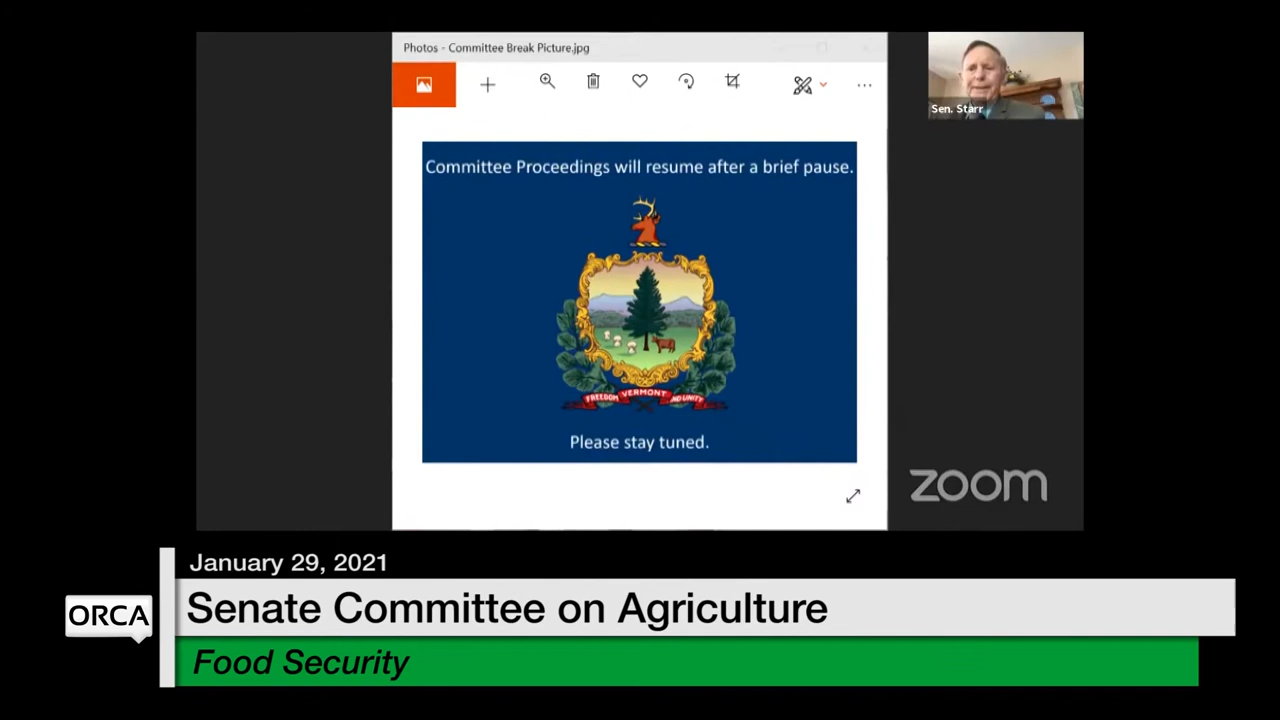 Photos - Committee Break Picture.jpg
Sen. Starr
Committee Proceedings will resume after a brief pause.
FREEDOM VERMONT AND UNITY
Please stay tuned.
zoom
January 29, 2021
ORCA
Senate Committee on Agriculture
Food Security